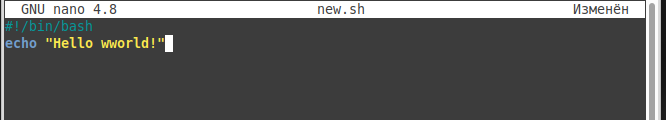 GNU nano 4.8 new.sh Изменён
#!/bin/bash
echo "Hello wworld!"